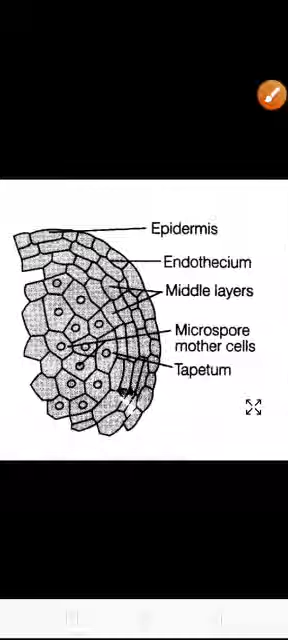 Epidermis
Endothecium
Middle layers
Microspore
mother cells
Tapetum